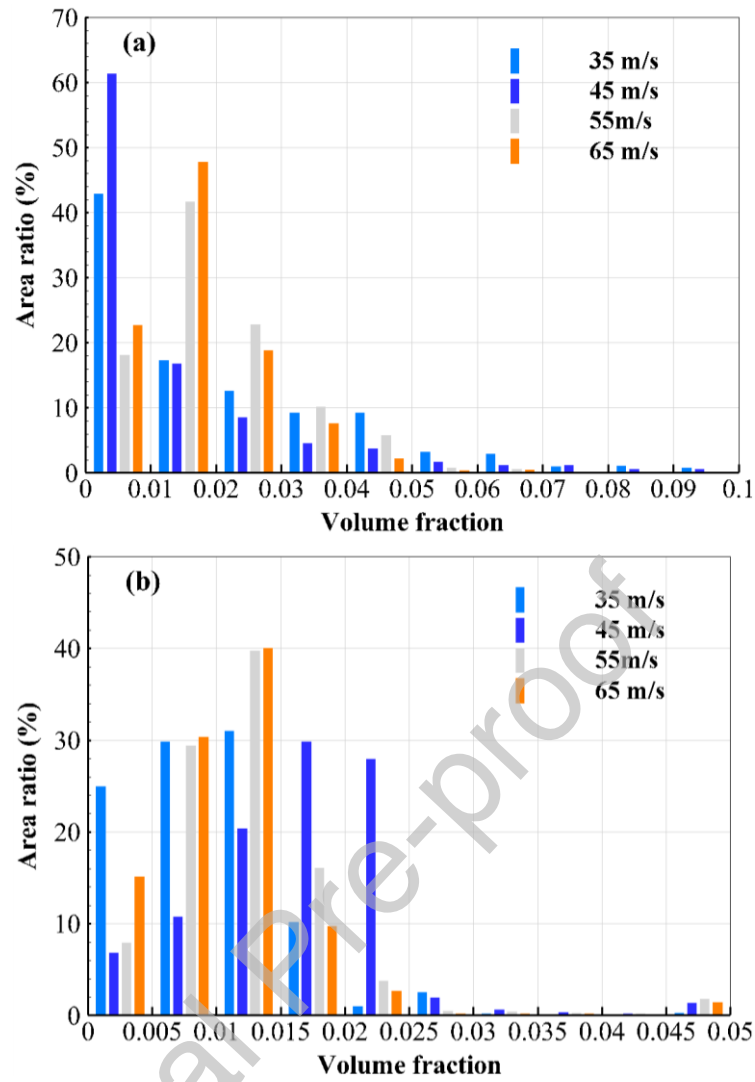 70
(a)
35 m/s
60
45 m/s
55m/s
50
65 m/s
40
Area ratio (%)
30
20
10
0
0 0.01 0.02 0.03 0.04 0.05 0.06 0.07 0.08 0.09 0.1
Volume fraction
50
(b)
35 m/s
45 m/s
40
55m/s
65 m/s
30
Area ratio (%)
20
10
0
0 0.005 0.01 0.015 0.02 0.025 0.03 0.035 0.04 0.045 0.05
Volume fraction
al Pre-proof